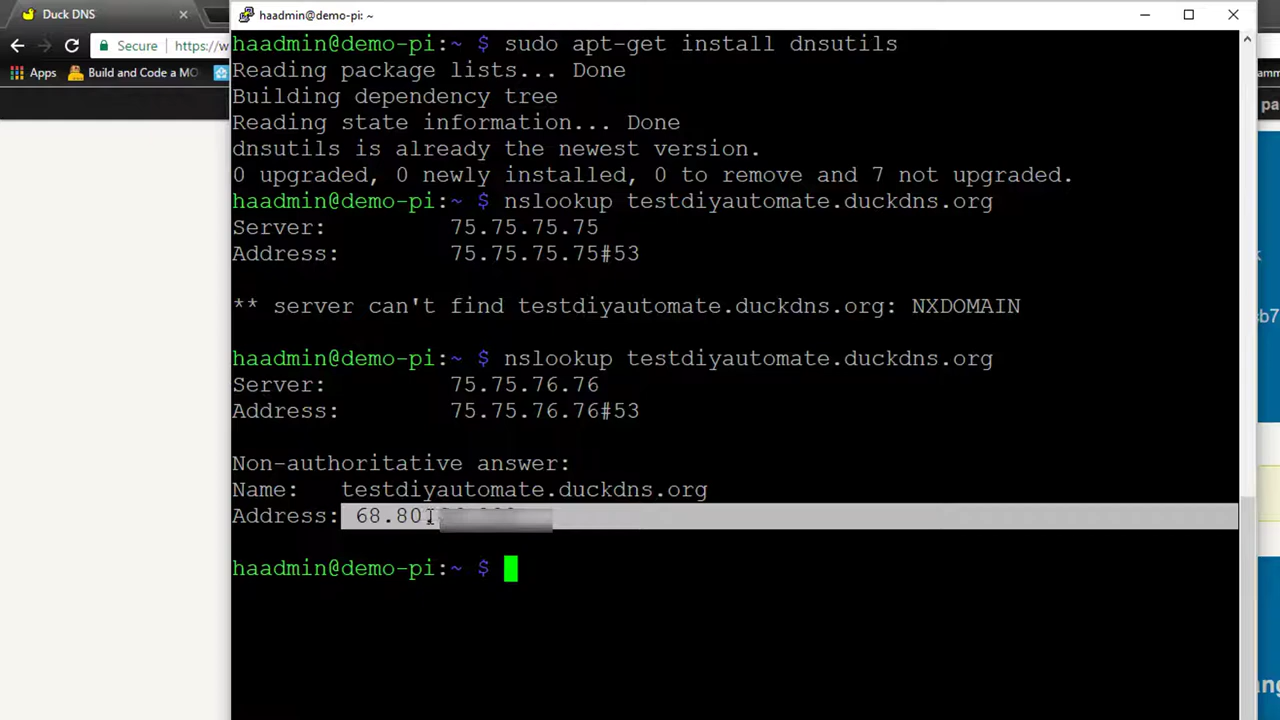 Duck DNS
haadmin@demo-pi: ~
Secure
https://w
Apps
Build and Code a MO
haadmin@demo-pi:~ $ sudo apt-get install dnsutils
Reading package lists... Done
Building dependency tree
Reading state information... Done
dnsutils is already the newest version.
0 upgraded, 0 newly installed, 0 to remove and 7 not upgraded.
haadmin@demo-pi:~ $ nslookup testdiyautomate.duckdns.org
Server: 75.75.75.75
Address: 75.75.75.75#53
** server can't find testdiyautomate.duckdns.org: NXDOMAIN
haadmin@demo-pi:~ $ nslookup testdiyautomate.duckdns.org
Server: 75.75.76.76
Address: 75.75.76.76#53
Non-authoritative answer:
Name: testdiyautomate.duckdns.org
Address: 68.80
haadmin@demo-pi:~ $